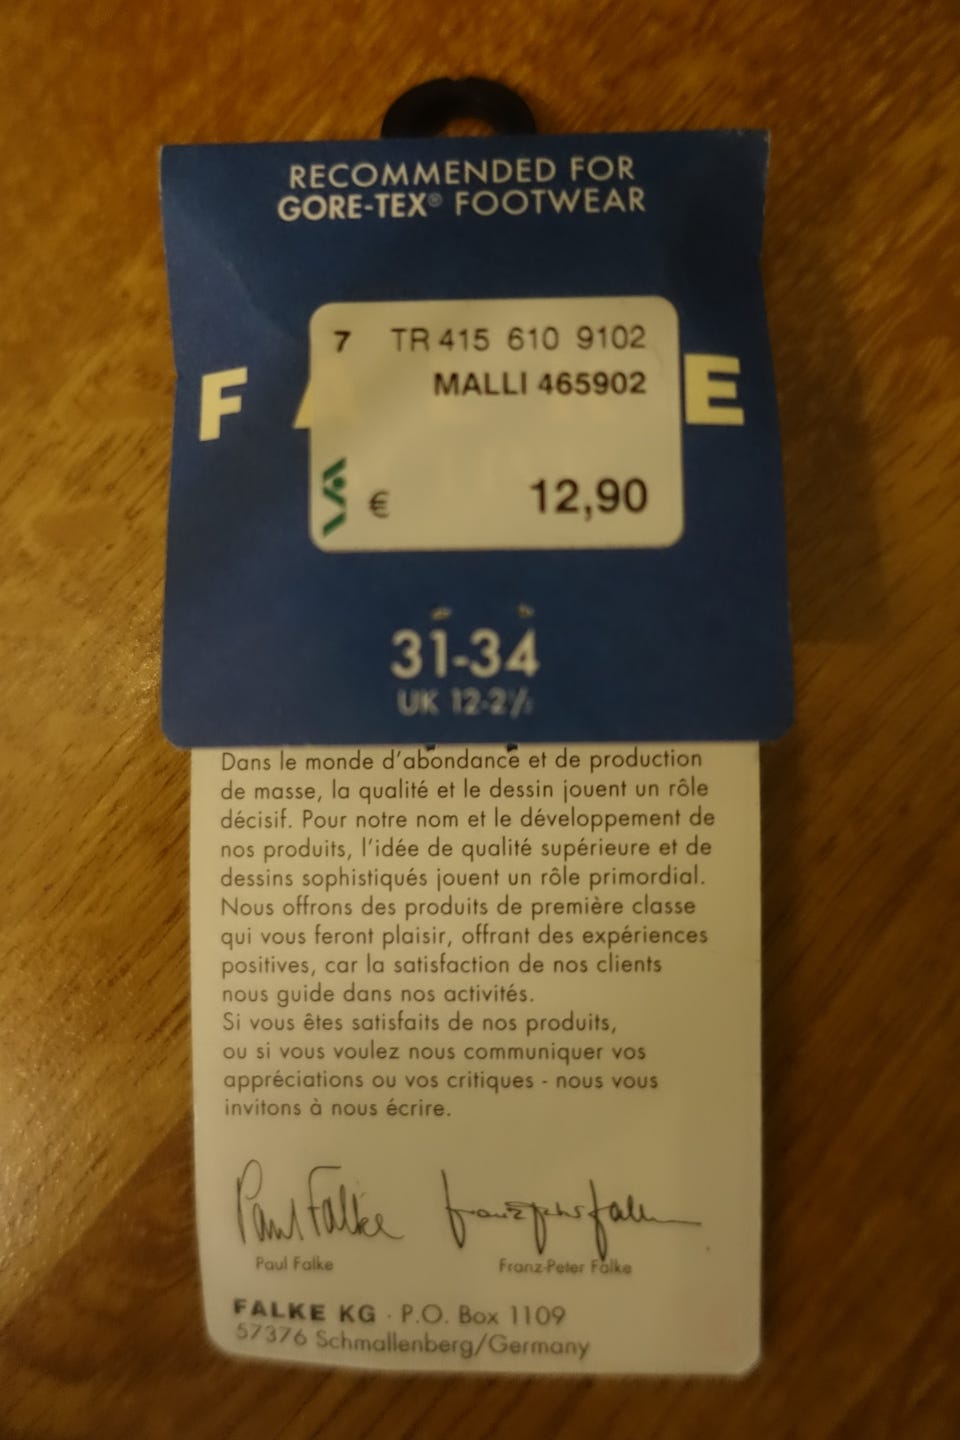 RECOMMENDED FOR
GORE-TEX® FOOTWEAR
7 TR 415 610 9102
MALLI 465902
F A E
€ 12,90
31-34
UK 12-2½
Dans le monde d'abondance et de production
de masse, la qualité et le dessin jouent un rôle
décisif. Pour notre nom et le développement de
nos produits, l'idée de qualité supérieure et de
dessins sophistiqués jouent un rôle primordial.
Nous offrons des produits de première classe
qui vous feront plaisir, offrant des expériences
positives, car la satisfaction de nos clients
nous guide dans nos activités.
Si vous êtes satisfaits de nos produits,
ou si vous voulez nous communiquer vos
appréciations ou vos critiques - nous vous
invitons à nous écrire.
Paul Falke
Paul Falke
Franz-Peter Falke
FALKE KG · P.O. Box 1109
57376 Schmallenberg/Germany